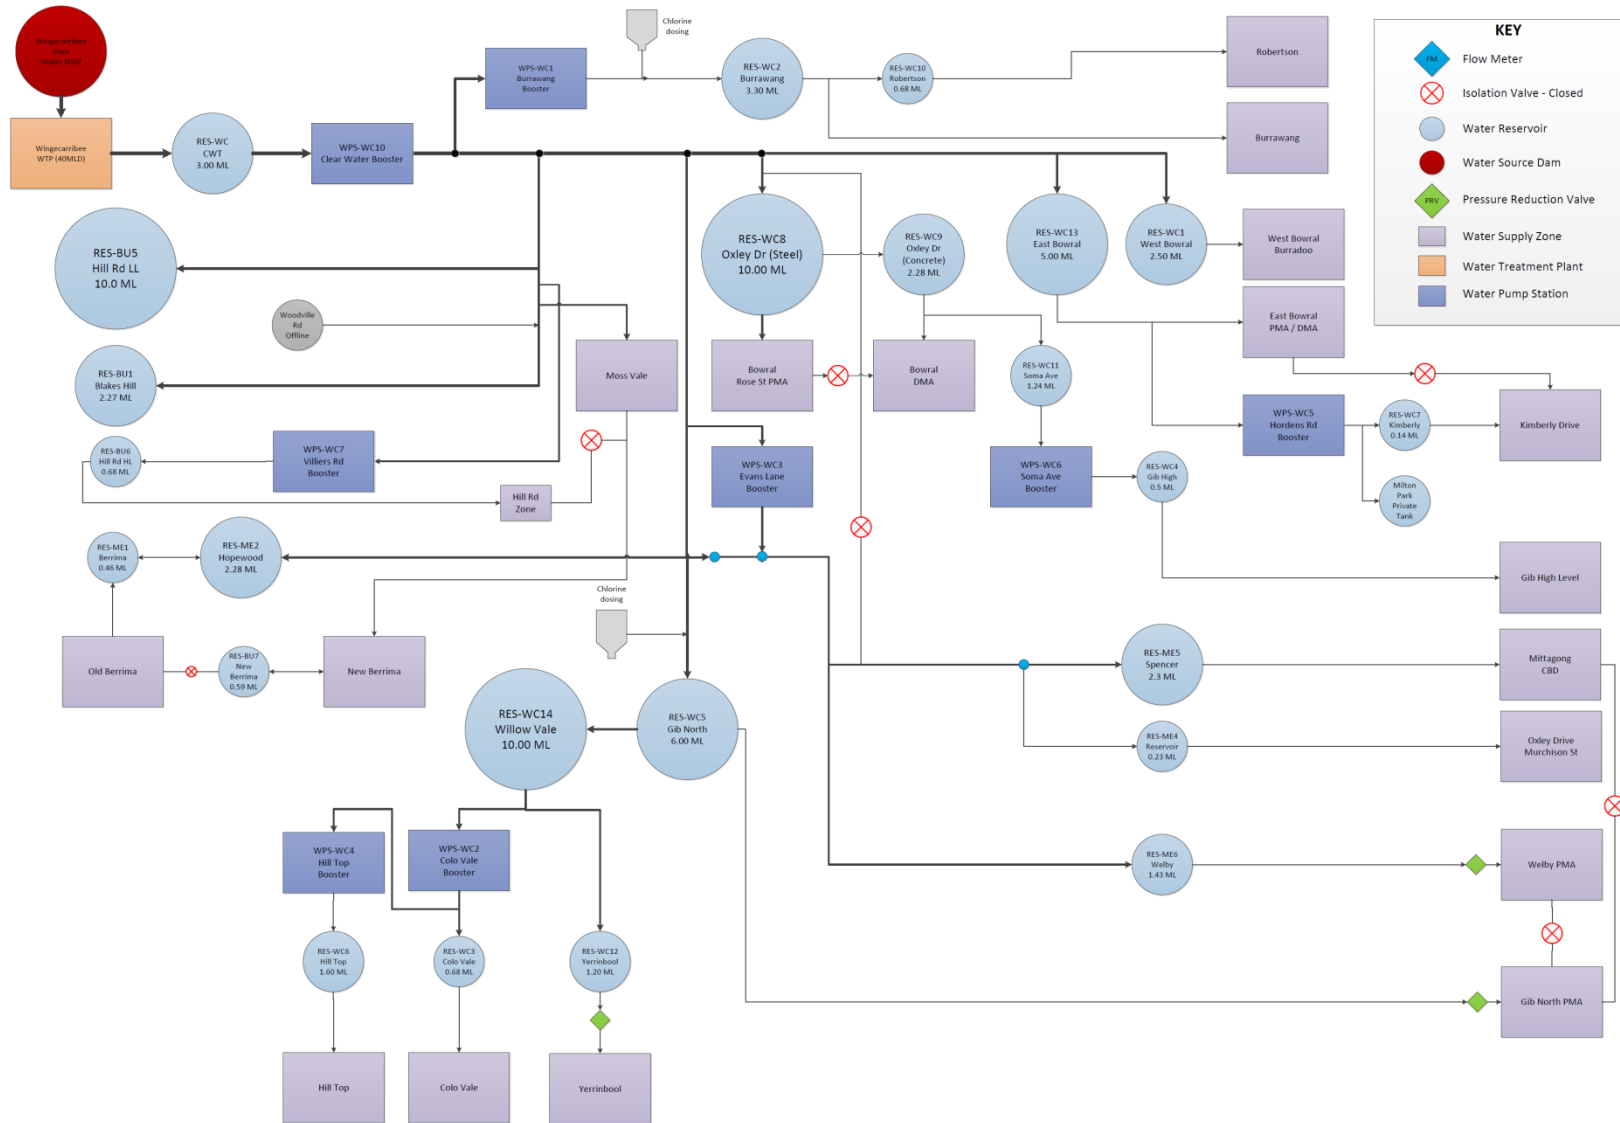 Wingecarribee
Dam
Water NSW
Wingecarribee
WTP (40MLD)
RES-WC
CWT
3.00 ML
WPS-WC10
Clear Water Booster
WPS-WC1
Burrawang
Booster
Chlorine
dosing
RES-WC2
Burrawang
3.30 ML
RES-WC10
Robertson
0.68 ML
Robertson
Burrawang
KEY
FM
Flow Meter
Isolation Valve - Closed
Water Reservoir
Water Source Dam
PRV
Pressure Reduction Valve
Water Supply Zone
Water Treatment Plant
Water Pump Station
RES-BU5
Hill Rd LL
10.0 ML
Woodville
Rd
Offline
RES-BU1
Blakes Hill
2.27 ML
RES-BU6
Hill Rd HL
0.68 ML
WPS-WC7
Villiers Rd
Booster
Hill Rd
Zone
Moss Vale
RES-WC8
Oxley Dr (Steel)
10.00 ML
RES-WC9
Oxley Dr
(Concrete)
2.28 ML
RES-WC13
East Bowral
5.00 ML
RES-WC1
West Bowral
2.50 ML
West Bowral
Burradoo
East Bowral
PMA / DMA
Bowral
Rose St PMA
Bowral
DMA
RES-WC11
Soma Ave
1.24 ML
WPS-WC5
Hordens Rd
Booster
RES-WC7
Kimberly
0.14 ML
Kimberly Drive
Milton
Park
Private
Tank
WPS-WC3
Evans Lane
Booster
WPS-WC6
Soma Ave
Booster
RES-WC4
Gib High
0.5 ML
Gib High Level
RES-ME1
Berrima
0.46 ML
RES-ME2
Hopewood
2.28 ML
Chlorine
dosing
Old Berrima
RES-BU7
New
Berrima
0.59 ML
New Berrima
RES-WC14
Willow Vale
10.00 ML
RES-WC5
Gib North
6.00 ML
RES-ME5
Spencer
2.3 ML
Mittagong
CBD
RES-ME4
Reservoir
0.23 ML
Oxley Drive
Murchison St
WPS-WC4
Hill Top
Booster
WPS-WC2
Colo Vale
Booster
RES-ME6
Welby
1.43 ML
Welby PMA
RES-WC6
Hill Top
1.60 ML
RES-WC3
Colo Vale
0.68 ML
RES-WC12
Yerrinbool
1.20 ML
Gib North PMA
Hill Top
Colo Vale
Yerrinbool